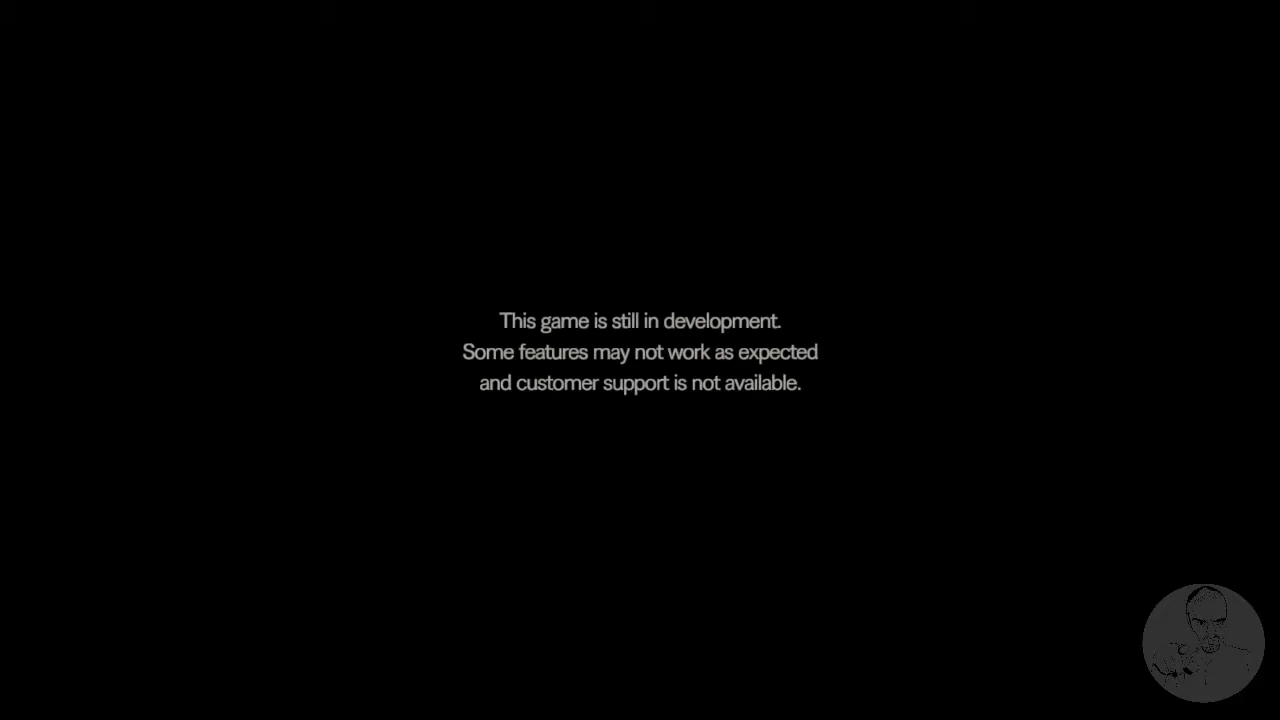 This game is still in development.
Some features may not work as expected
and customer support is not available.